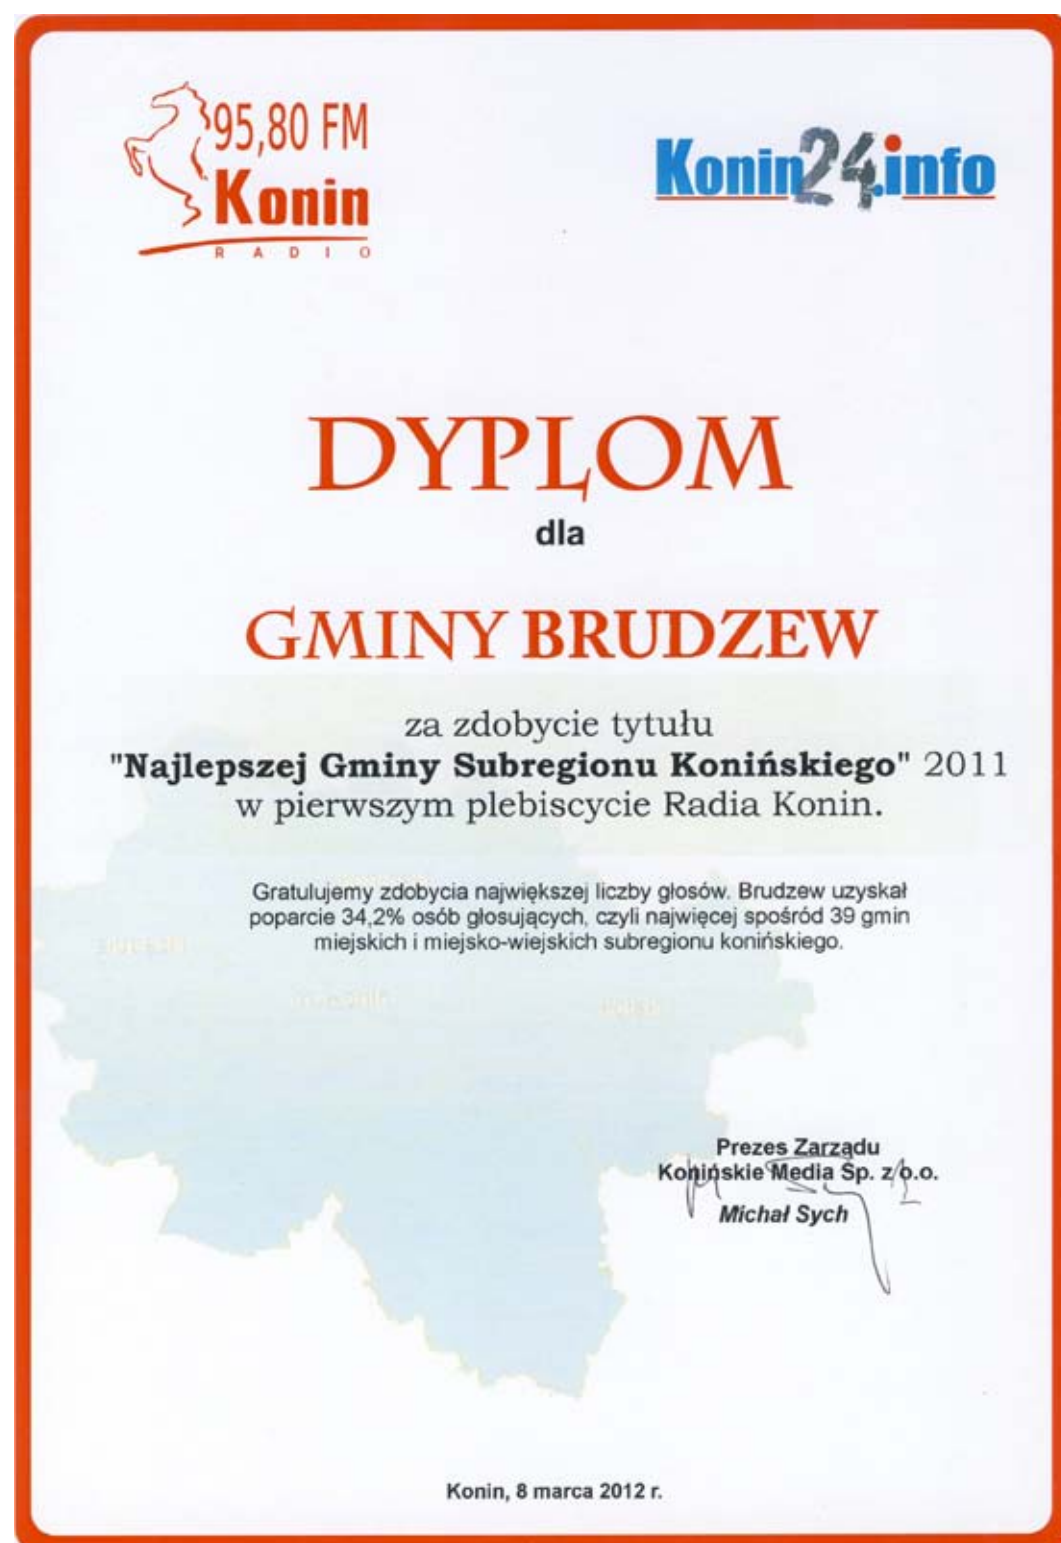 95,80 FM
Konin
RADIO
Konin24.info
DYPLOM
dla
GMINY BRUDZEW
za zdobycie tytułu
"Najlepszej Gminy Subregionu Konińskiego" 2011
w pierwszym plebiscycie Radia Konin.
Gratulujemy zdobycia największej liczby głosów. Brudzew uzyskał
poparcie 34,2% osób głosujących, czyli najwięcej spośród 39 gmin
miejskich i miejsko-wiejskich subregionu konińskiego.
Prezes Zarządu
Konińskie Media Sp. z o.o.
Michał Sych
Konin, 8 marca 2012 r.